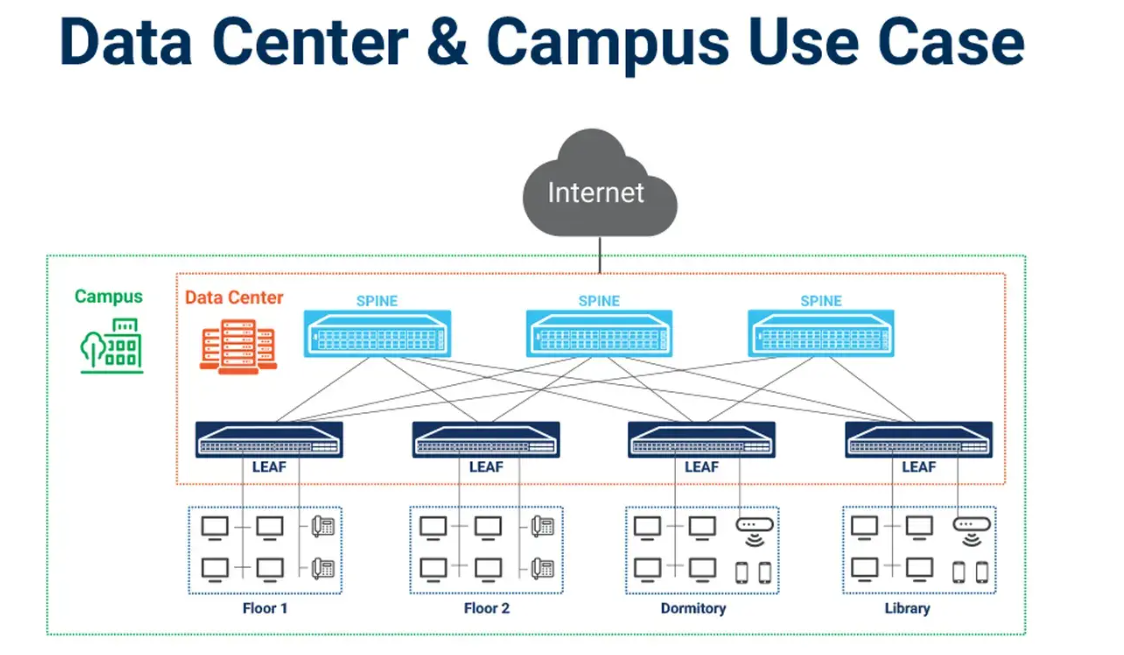 Data Center & Campus Use Case
Internet
Campus
Data Center
SPINE
SPINE
SPINE
LEAF
LEAF
LEAF
LEAF
Floor 1
Floor 2
Dormitory
Library